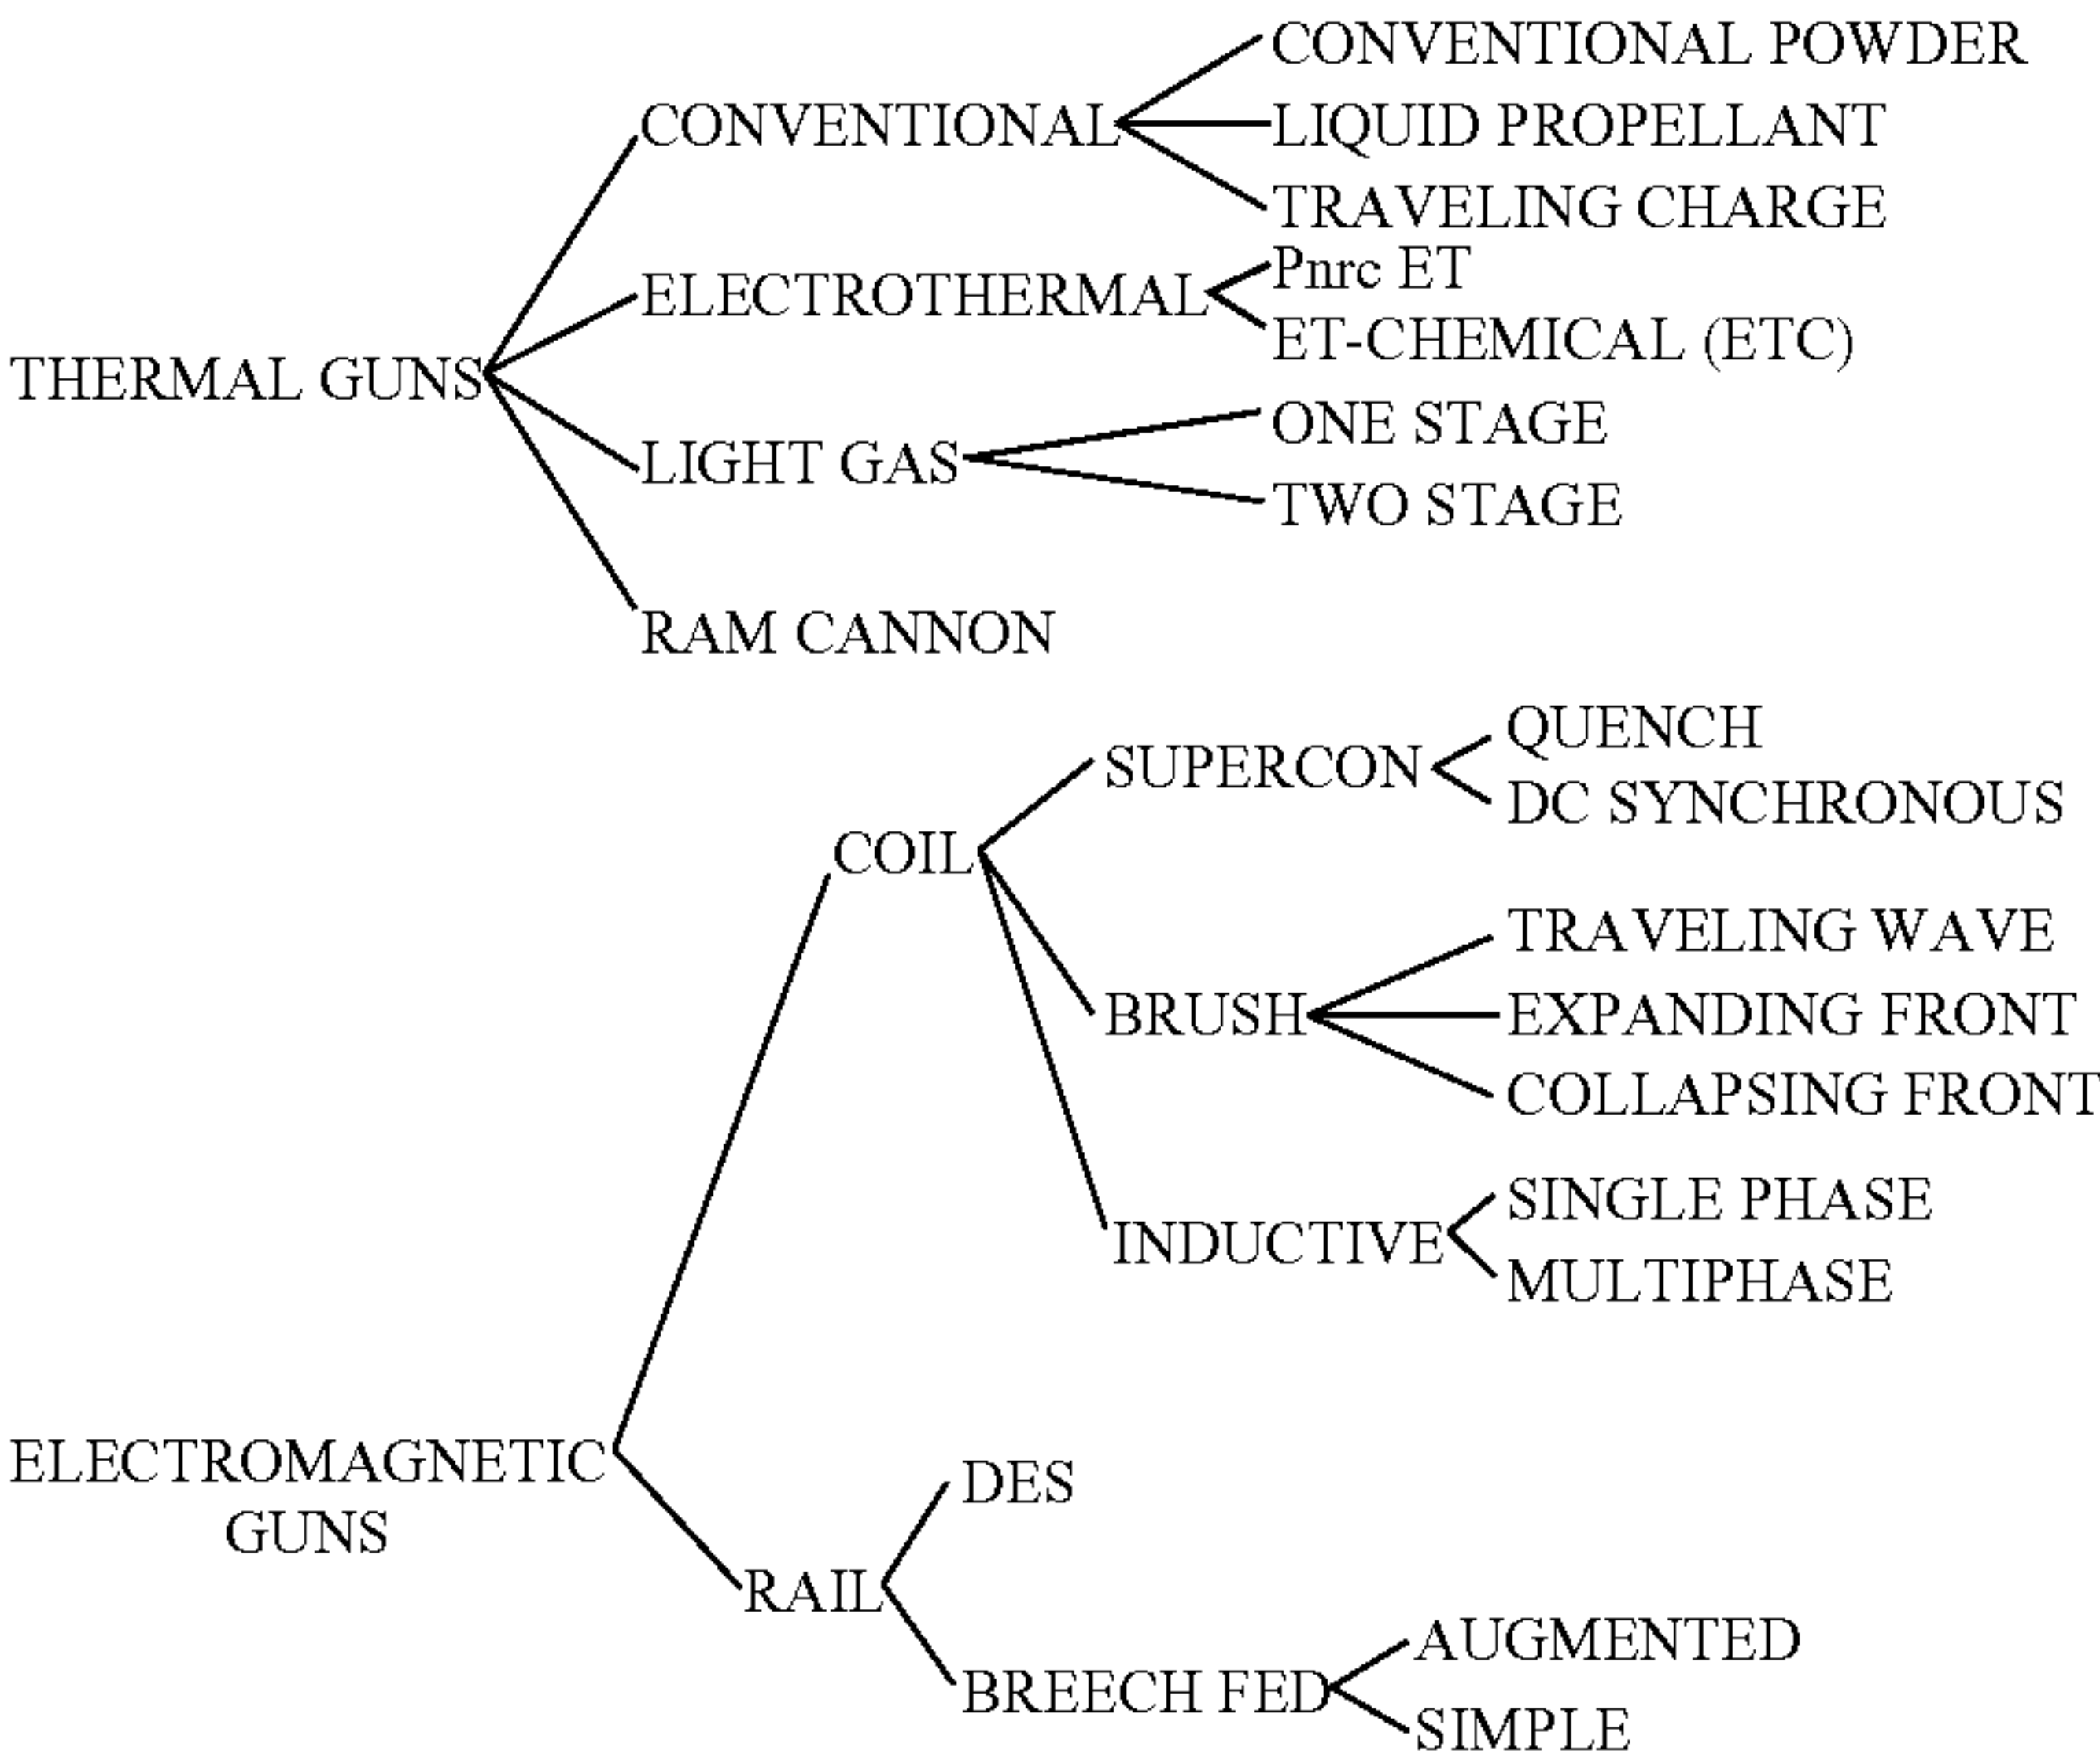 CONVENTIONAL POWDER
CONVENTIONAL
LIQUID PROPELLANT
TRAVELING CHARGE
Pnrc ET
ELECTROTHERMAL
ET-CHEMICAL (ETC)
THERMAL GUNS
ONE STAGE
LIGHT GAS
TWO STAGE
RAM CANNON
QUENCH
SUPERCON
DC SYNCHRONOUS
COIL
TRAVELING WAVE
BRUSH
EXPANDING FRONT
COLLAPSING FRONT
SINGLE PHASE
INDUCTIVE
MULTIPHASE
ELECTROMAGNETIC
GUNS
DES
RAIL
AUGMENTED
BREECH FED
SIMPLE